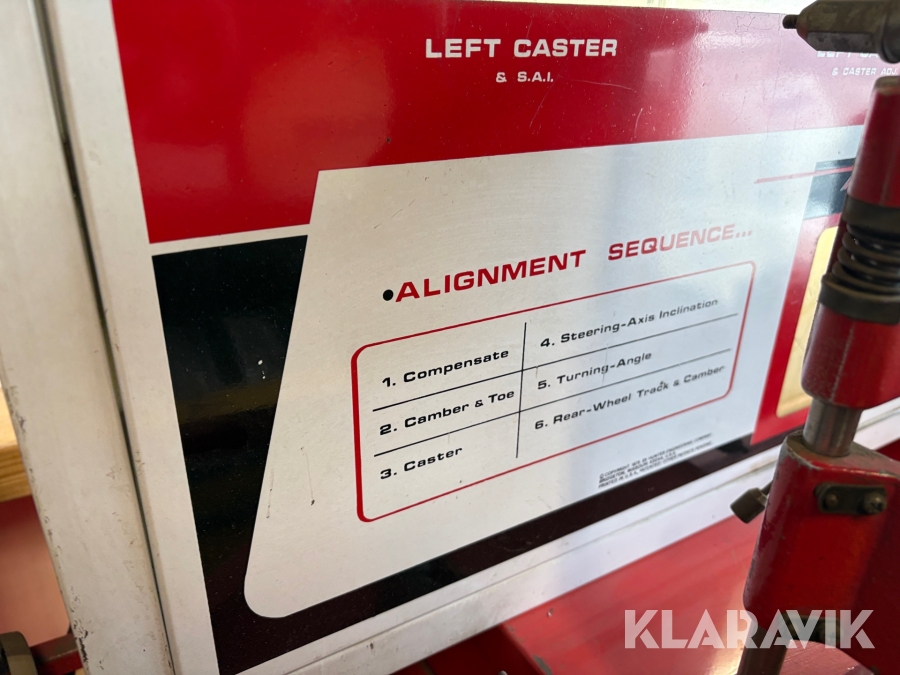 LEFT CASTER
& S.A.I.
& CASTER ADJ.
•ALIGNMENT SEQUENCE...
1. Compensate
2. Camber & Toe
3. Caster
4. Steering-Axis Inclination
5. Turning-Angle
6. Rear-Wheel Track & Camber
KLARAVIK